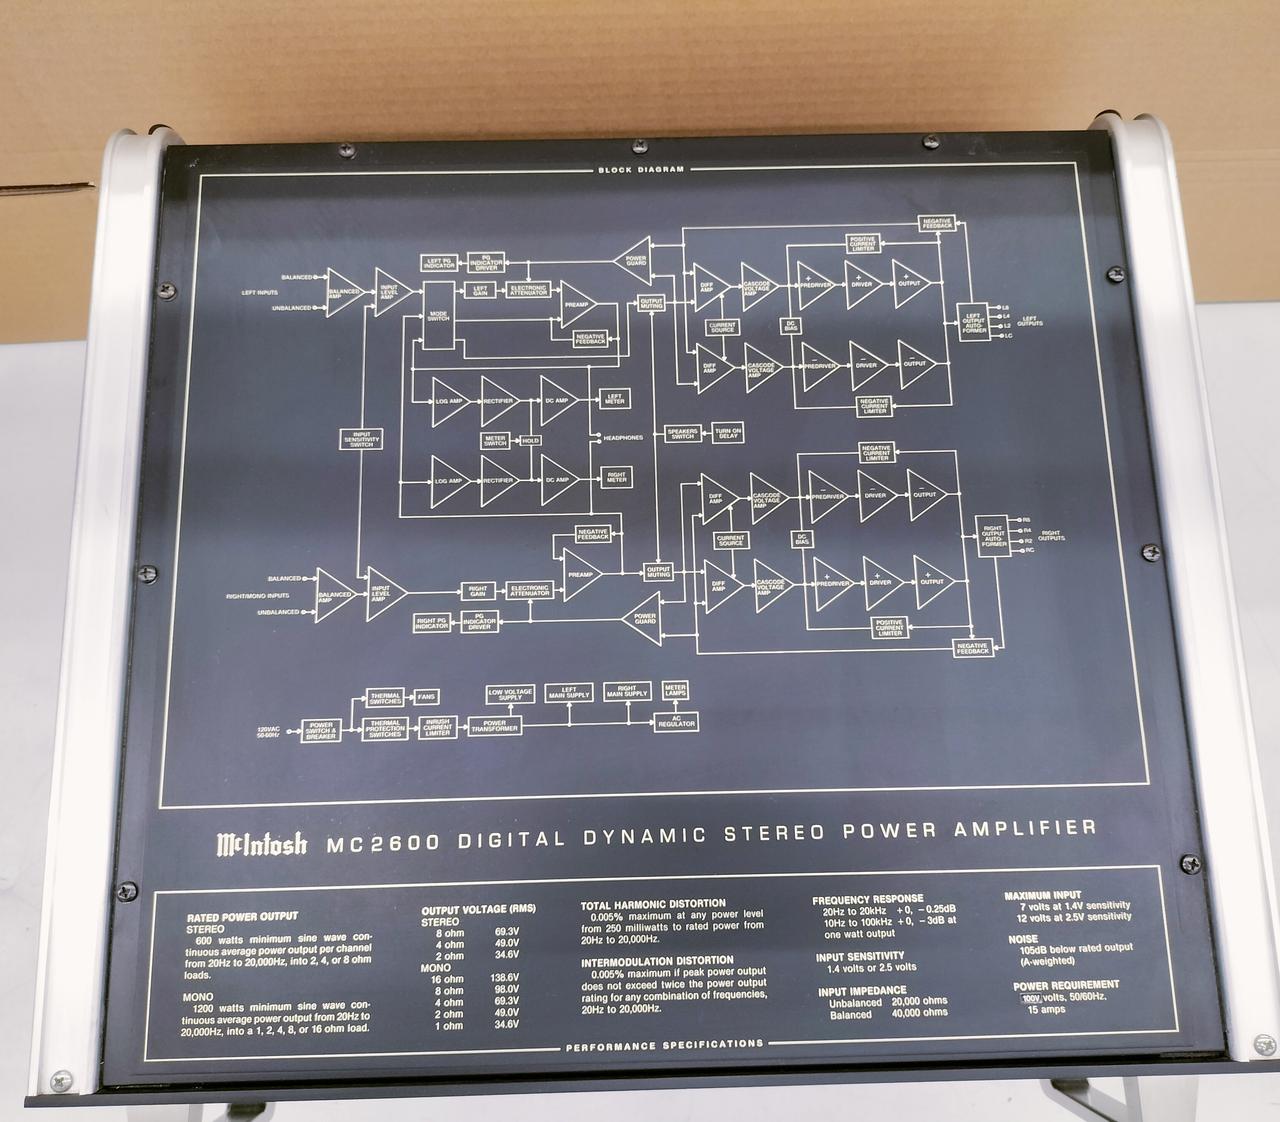 BLOCK DIAGRAM
NEGATIVE
FEEDBACK
POSITIVE
CURRENT
LIMITER
LEFT PG
INDICATOR
PG
INDICATOR
DRIVER
POWER
GUARD
BALANCED
LEFT INPUTS
UNBALANCED
BALANCED
AMP
INPUT
LEVEL
AMP
MODE
SWITCH
LEFT
GAIN
ELECTRONIC
ATTENUATOR
PREAMP
NEGATIVE
FEEDBACK
OUTPUT
MUTING
DIFF
AMP
CASCODE
VOLTAGE
AMP
+
PREDRIVER
+
DRIVER
+
OUTPUT
CURRENT
SOURCE
DC
BIAS
LEFT
OUTPUT
AUTO-
FORMER
L8
L4
L2
LC
LEFT
OUTPUTS
DIFF
AMP
CASCODE
VOLTAGE
AMP
−
PREDRIVER
−
DRIVER
−
OUTPUT
NEGATIVE
CURRENT
LIMITER
LOG AMP
RECTIFIER
DC AMP
LEFT
METER
INPUT
SENSITIVITY
SWITCH
METER
SWITCH
HOLD
HEADPHONES
SPEAKERS
SWITCH
TURN ON
DELAY
LOG AMP
RECTIFIER
DC AMP
RIGHT
METER
NEGATIVE
CURRENT
LIMITER
DIFF
AMP
CASCODE
VOLTAGE
AMP
−
PREDRIVER
−
DRIVER
−
OUTPUT
NEGATIVE
FEEDBACK
CURRENT
SOURCE
DC
BIAS
RIGHT
OUTPUT
AUTO-
FORMER
R8
R4
R2
RC
RIGHT
OUTPUTS
BALANCED
RIGHT/MONO INPUTS
UNBALANCED
BALANCED
AMP
INPUT
LEVEL
AMP
RIGHT
GAIN
ELECTRONIC
ATTENUATOR
PREAMP
OUTPUT
MUTING
DIFF
AMP
CASCODE
VOLTAGE
AMP
+
PREDRIVER
+
DRIVER
+
OUTPUT
RIGHT PG
INDICATOR
PG
INDICATOR
DRIVER
POWER
GUARD
POSITIVE
CURRENT
LIMITER
NEGATIVE
FEEDBACK
THERMAL
SWITCHES
FANS
LOW VOLTAGE
SUPPLY
LEFT
MAIN SUPPLY
RIGHT
MAIN SUPPLY
METER
LAMPS
120VAC
50-60Hz
POWER
SWITCH &
BREAKER
THERMAL
PROTECTION
SWITCHES
INRUSH
CURRENT
LIMITER
POWER
TRANSFORMER
AC
REGULATOR
McIntosh MC2600 DIGITAL DYNAMIC STEREO POWER AMPLIFIER
RATED POWER OUTPUT
STEREO
600 watts minimum sine wave con-
tinuous average power output per channel
from 20Hz to 20,000Hz, into 2, 4, or 8 ohm
loads.
MONO
1200 watts minimum sine wave con-
tinuous average power output from 20Hz to
20,000Hz, into a 1, 2, 4, 8, or 16 ohm load.
OUTPUT VOLTAGE (RMS)
STEREO
8 ohm 69.3V
4 ohm 49.0V
2 ohm 34.6V
MONO
16 ohm 138.6V
8 ohm 98.0V
4 ohm 69.3V
2 ohm 49.0V
1 ohm 34.6V
TOTAL HARMONIC DISTORTION
0.005% maximum at any power level
from 250 milliwatts to rated power from
20Hz to 20,000Hz.
INTERMODULATION DISTORTION
0.005% maximum if peak power output
does not exceed twice the power output
rating for any combination of frequencies,
20Hz to 20,000Hz.
FREQUENCY RESPONSE
20Hz to 20kHz +0, −0.25dB
10Hz to 100kHz +0, −3dB at
one watt output
INPUT SENSITIVITY
1.4 volts or 2.5 volts
INPUT IMPEDANCE
Unbalanced 20,000 ohms
Balanced 40,000 ohms
MAXIMUM INPUT
7 volts at 1.4V sensitivity
12 volts at 2.5V sensitivity
NOISE
105dB below rated output
(A-weighted)
POWER REQUIREMENT
100V volts, 50/60Hz.
15 amps
PERFORMANCE SPECIFICATIONS